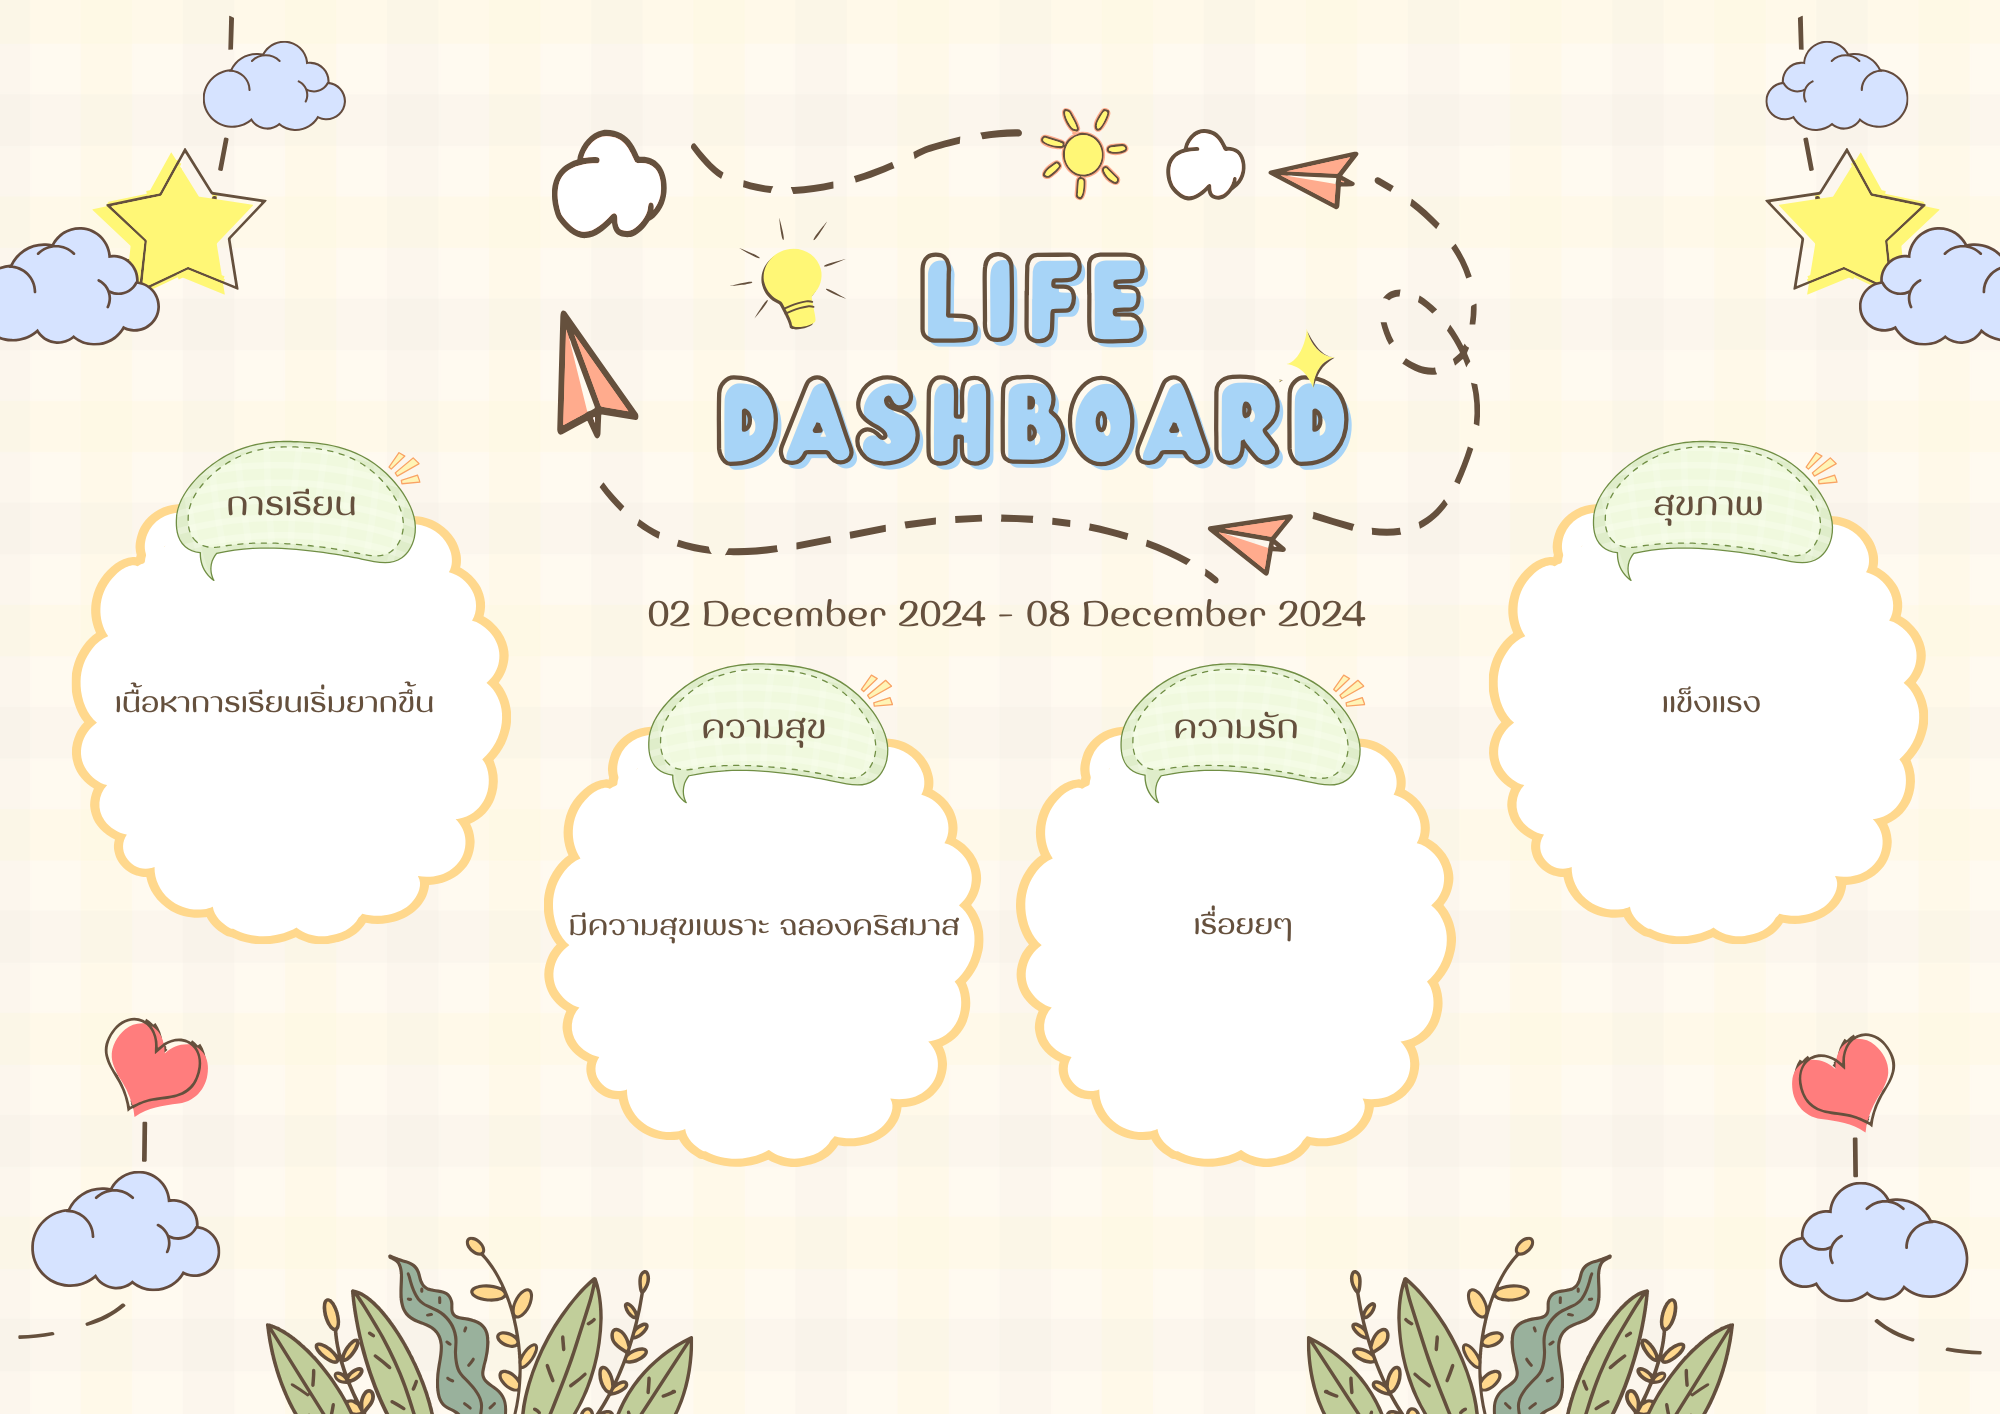 LIFE
DASHBOARD
02 December 2024 - 08 December 2024
การเรียน
เนื้อหาการเรียนเริ่มยากขึ้น
ความสุข
มีความสุขเพราะ ฉลองคริสมาส
ความรัก
เรื่อยยๆ
สุขภาพ
แข็งแรง